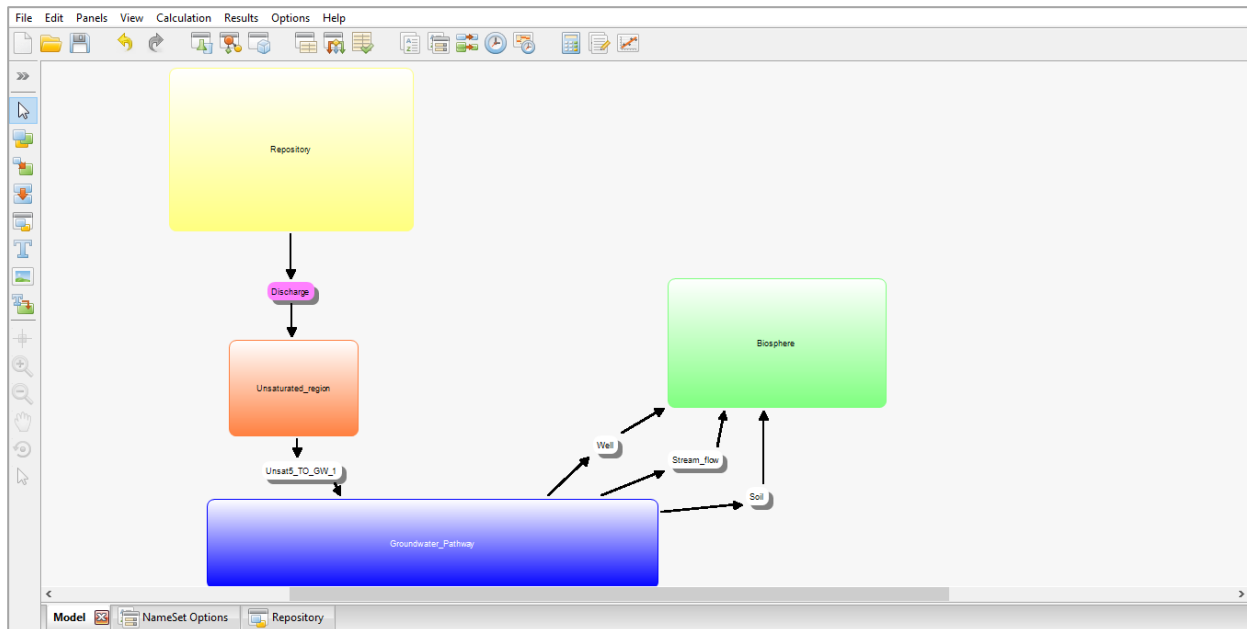 File Edit Panels View Calculation Results Options Help
Repository
Discharge
Biosphere
Unsaturated_region
Well
Stream_flow
Unsat5_TO_GW_1
Soil
Groundwater_Pathway
Model NameSet Options Repository